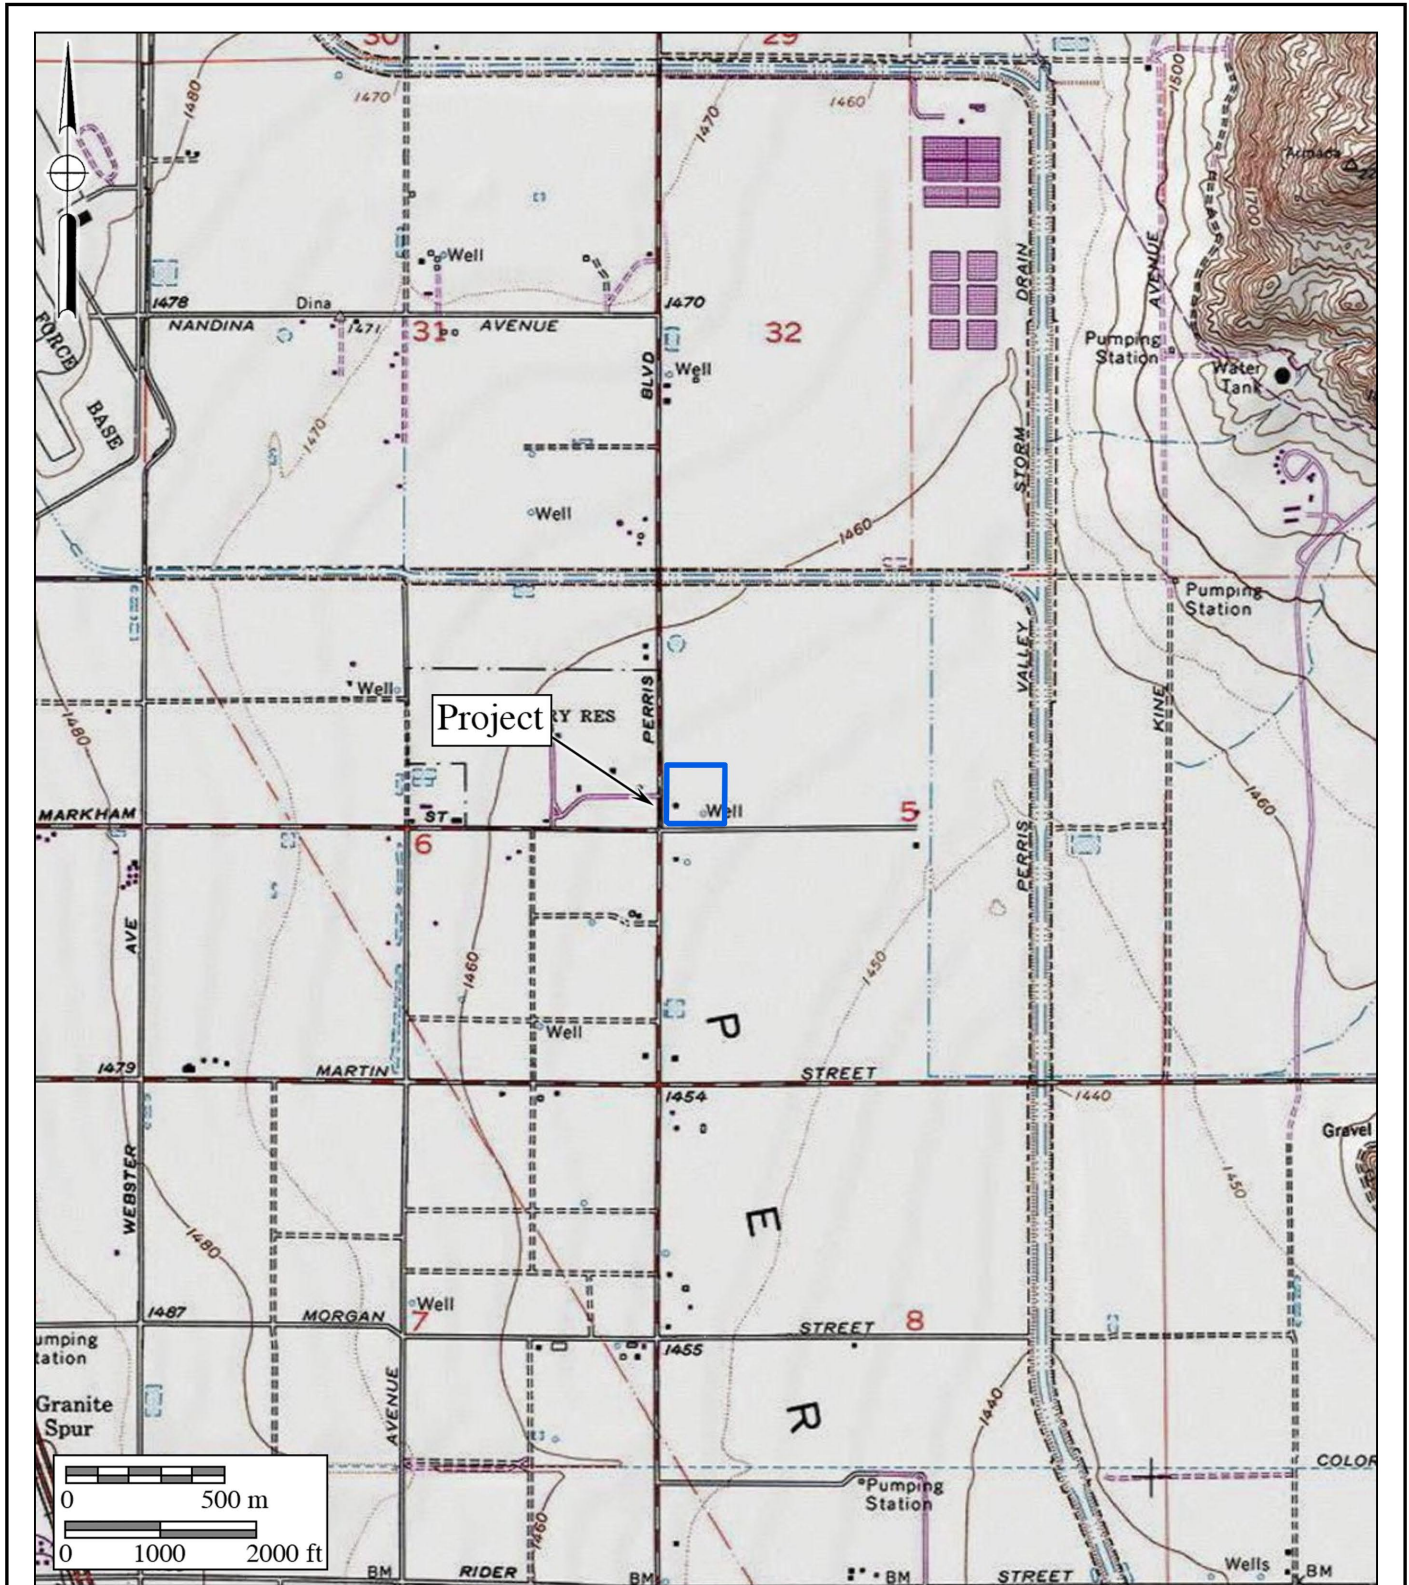 30
29
1480
1470
1470
1460
1500
Armada
1700
Well
FORCE
BASE
1478
Dina
1471
NANDINA
31
AVENUE
1470
32
BLVD
Well
DRAIN
AVENUE
Pumping
Station
Water
Tank
1470
STORM
1460
Well
Pumping
Station
VALLEY
KINE
Well
1480
RY RES
Project
PERRIS
MARKHAM
ST
Well
5
6
1460
PERRIS
AVE
1460
1450
Well
P
1479
MARTIN
STREET
1454
1440
Gravel
WEBSTER
1480
E
1450
1487
MORGAN
Well
7
STREET
8
1455
umping
tation
Granite
Spur
AVENUE
R
1440
COLOR
Pumping
Station
1460
0 500 m
0 1000 2000 ft
BM
RIDER
BM
BM
STREET
Wells
BM